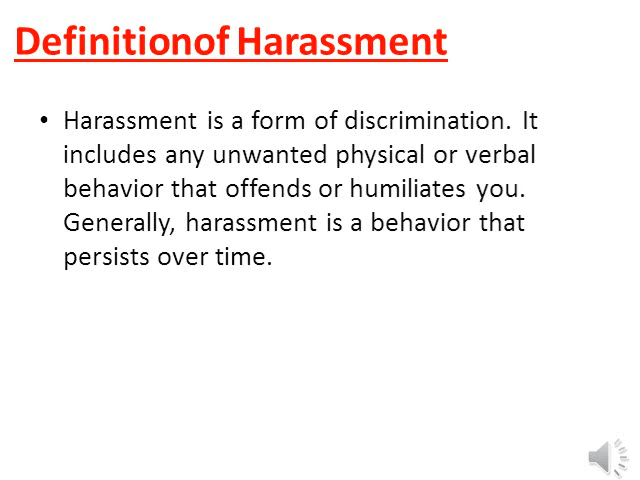 Definitionof Harassment
• Harassment is a form of discrimination. It
includes any unwanted physical or verbal
behavior that offends or humiliates you.
Generally, harassment is a behavior that
persists over time.